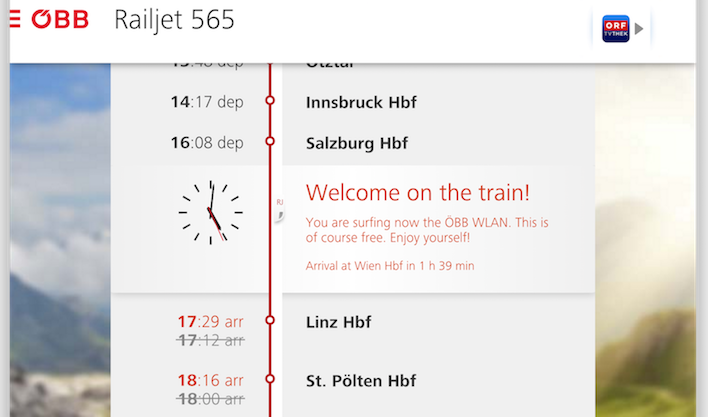 ÖBB Railjet 565
ORF
TVTHEK
Ötztal
14:17 dep Innsbruck Hbf
16:08 dep Salzburg Hbf
Welcome on the train!
RJ
You are surfing now the ÖBB WLAN. This is
of course free. Enjoy yourself!
Arrival at Wien Hbf in 1 h 39 min
17:29 arr Linz Hbf
17:12 arr
18:16 arr St. Pölten Hbf
18:00 arr